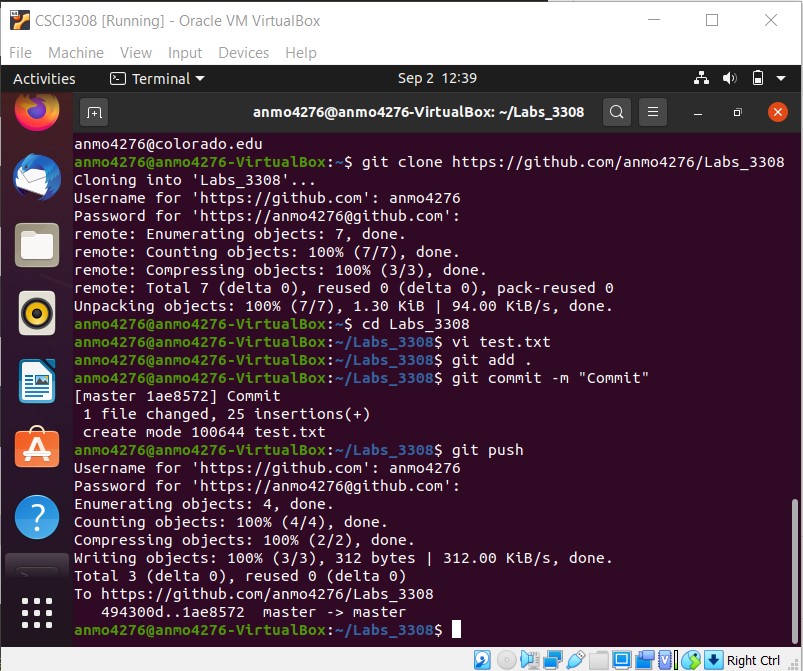 CSCI3308 [Running] - Oracle VM VirtualBox
File Machine View Input Devices Help
Activities Terminal Sep 2 12:39
anmo4276@anmo4276-VirtualBox: ~/Labs_3308
anmo4276@colorado.edu
anmo4276@anmo4276-VirtualBox:~$ git clone https://github.com/anmo4276/Labs_3308
Cloning into 'Labs_3308'...
Username for 'https://github.com': anmo4276
Password for 'https://anmo4276@github.com':
remote: Enumerating objects: 7, done.
remote: Counting objects: 100% (7/7), done.
remote: Compressing objects: 100% (3/3), done.
remote: Total 7 (delta 0), reused 0 (delta 0), pack-reused 0
Unpacking objects: 100% (7/7), 1.30 KiB | 94.00 KiB/s, done.
anmo4276@anmo4276-VirtualBox:~$ cd Labs_3308
anmo4276@anmo4276-VirtualBox:~/Labs_3308$ vi test.txt
anmo4276@anmo4276-VirtualBox:~/Labs_3308$ git add .
anmo4276@anmo4276-VirtualBox:~/Labs_3308$ git commit -m "Commit"
[master 1ae8572] Commit
 1 file changed, 25 insertions(+)
 create mode 100644 test.txt
anmo4276@anmo4276-VirtualBox:~/Labs_3308$ git push
Username for 'https://github.com': anmo4276
Password for 'https://anmo4276@github.com':
Enumerating objects: 4, done.
Counting objects: 100% (4/4), done.
Compressing objects: 100% (2/2), done.
Writing objects: 100% (3/3), 312 bytes | 312.00 KiB/s, done.
Total 3 (delta 0), reused 0 (delta 0)
To https://github.com/anmo4276/Labs_3308
   494300d..1ae8572  master -> master
anmo4276@anmo4276-VirtualBox:~/Labs_3308$
Right Ctrl